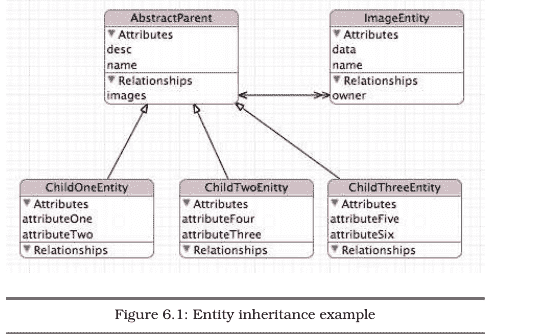 AbstractParent
▼ Attributes
desc
name
▼ Relationships
images
ImageEntity
▼ Attributes
data
name
▼ Relationships
owner
ChildOneEntity
▼ Attributes
attributeOne
attributeTwo
▼ Relationships
ChildTwoEnitty
▼ Attributes
attributeFour
attributeThree
▼ Relationships
ChildThreeEntity
▼ Attributes
attributeFive
attributeSix
▼ Relationships
Figure 6.1: Entity inheritance example